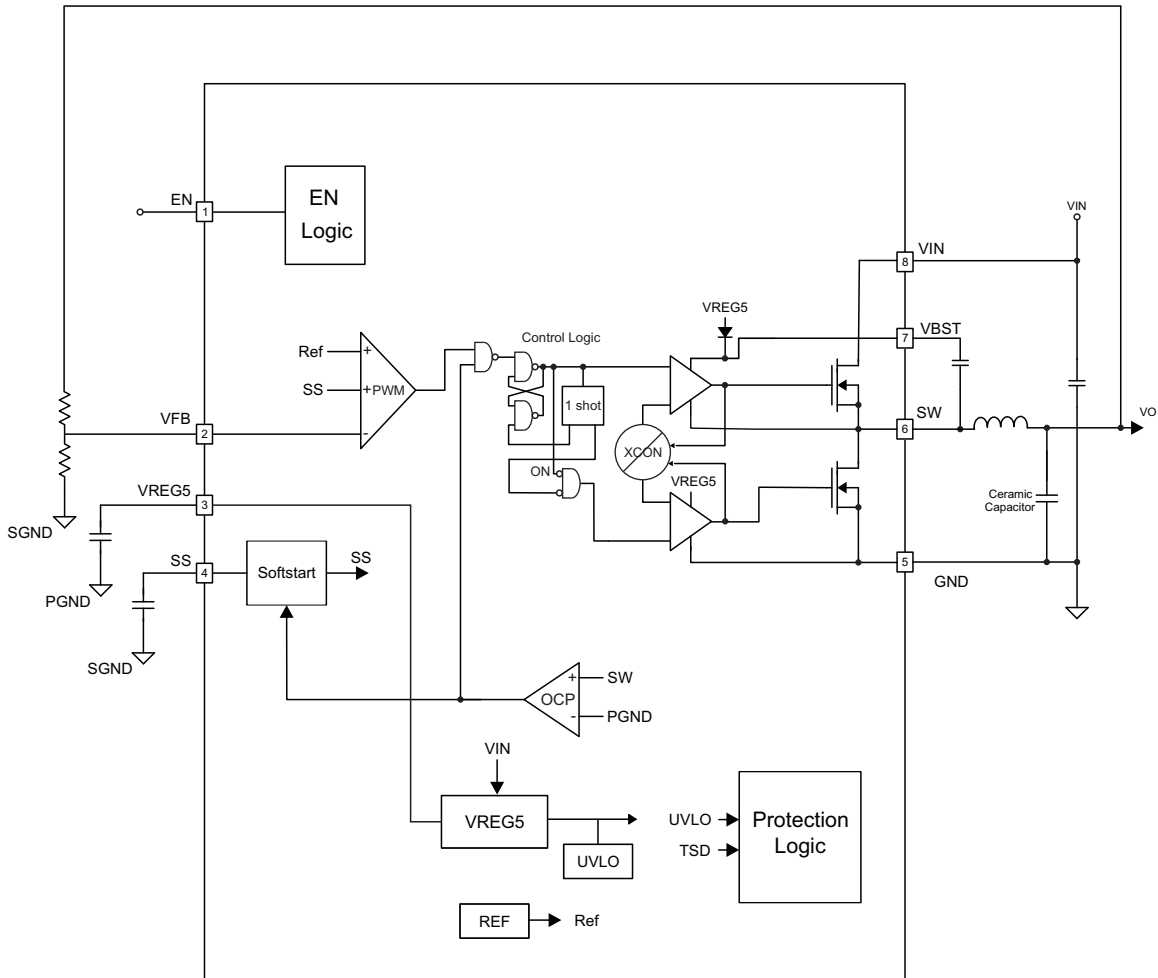 EN
1
EN
Logic
VIN
VIN
8
VREG5
VBST
7
Control Logic
Ref
+
SS
+
PWM
-
1 shot
VFB
2
SW
6
VO
XCON
ON
VREG5
Ceramic
Capacitor
VREG5
3
SGND
SS
4
Softstart
SS
5
GND
PGND
SGND
+
SW
OCP
-
PGND
VIN
VREG5
UVLO
UVLO
TSD
Protection
Logic
REF
Ref